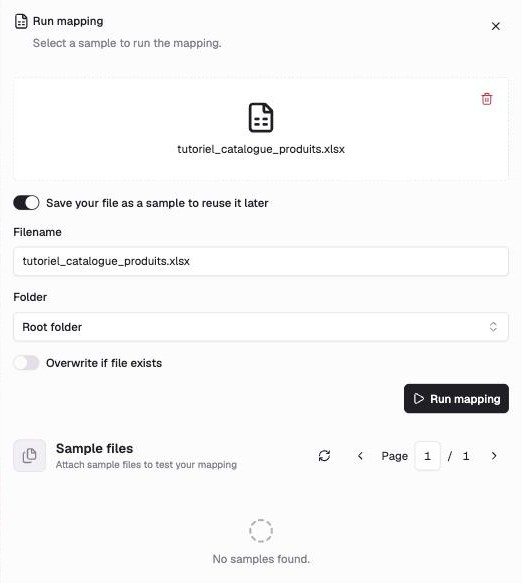 Run mapping
Select a sample to run the mapping.
tutoriel_catalogue_produits.xlsx
Save your file as a sample to reuse it later
Filename
tutoriel_catalogue_produits.xlsx
Folder
Root folder
Overwrite if file exists
Run mapping
Sample files
Attach sample files to test your mapping
Page 1 / 1
No samples found.